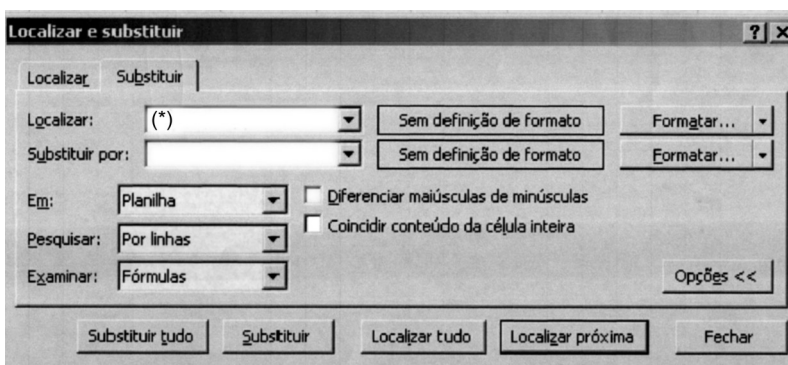 Localizar e substituir ? ×
Localizar Substituir
Localizar: (*) Sem definição de formato Formatar...
Substituir por: Sem definição de formato Formatar...
Em: Planilha Diferenciar maiúsculas de minúsculas
Pesquisar: Por linhas Coincidir conteúdo da célula inteira
Examinar: Fórmulas Opções <<
Substituir tudo Substituir Localizar tudo Localizar próxima Fechar